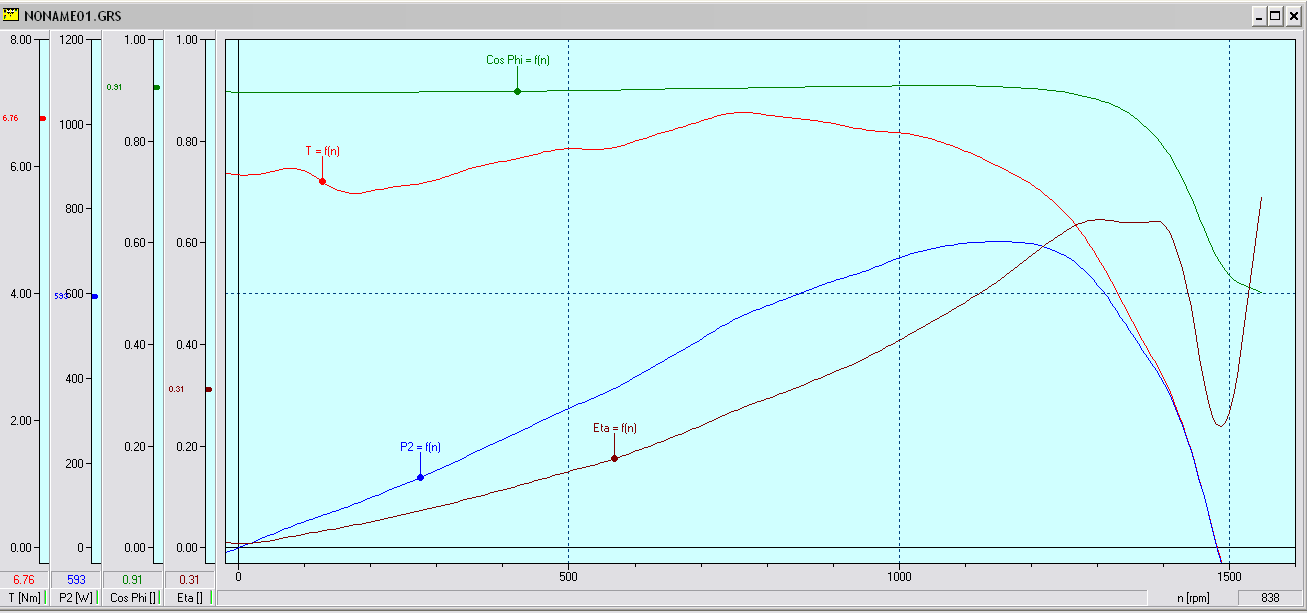 NONAME01.GRS
8.00 1200 1.00 1.00
Cos Phi = f(n)
0.91
6.76
1000
0.80 0.80
T = f(n)
6.00
800
0.60 0.60
4.00 593 600
0.40 0.40
400
0.31
2.00
Eta = f(n)
P2 = f(n)
0.20 0.20
200
0.00 0 0.00 0.00
6.76 593 0.91 0.31 0 500 1000 1500
T [Nm] P2 [W] Cos Phi [] Eta [] n [rpm] 838